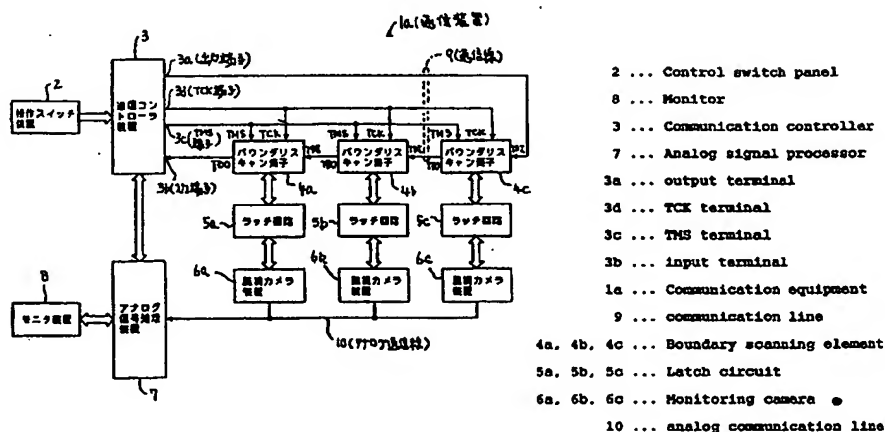 1a(通信装置)
3
3a(出力端子)
9(通信線)
3d(TCK端子)
2
操作スイッチ
装置
通信コン
トローラ
装置
3c(TMS
端子)
TMS
TCK
TMS
TCK
TMS
TCK
TDI
TDO
TDI
TDO
TDI
TDO
バウンダリス
キャン素子
バウンダリス
キャン素子
バウンダリス
キャン素子
3b(入力端子)
4a
4b
4c
5a
ラッチ回路
5b
ラッチ回路
5c
ラッチ回路
6a
監視カメラ
装置
6b
監視カメラ
装置
6c
監視カメラ
装置
8
モニタ装置
アナログ
信号処理
装置
10(アナログ通信線)
7
2 ... Control switch panel
8 ... Monitor
3 ... Communication controller
7 ... Analog signal processor
3a ... output terminal
3d ... TCK terminal
3c ... TMS terminal
3b ... input terminal
1a ... Communication equipment
9 ... communication line
4a, 4b, 4c ... Boundary scanning element
5a, 5b, 5c ... Latch circuit
6a, 6b, 6c ... Monitoring camera
10 ... analog communication line